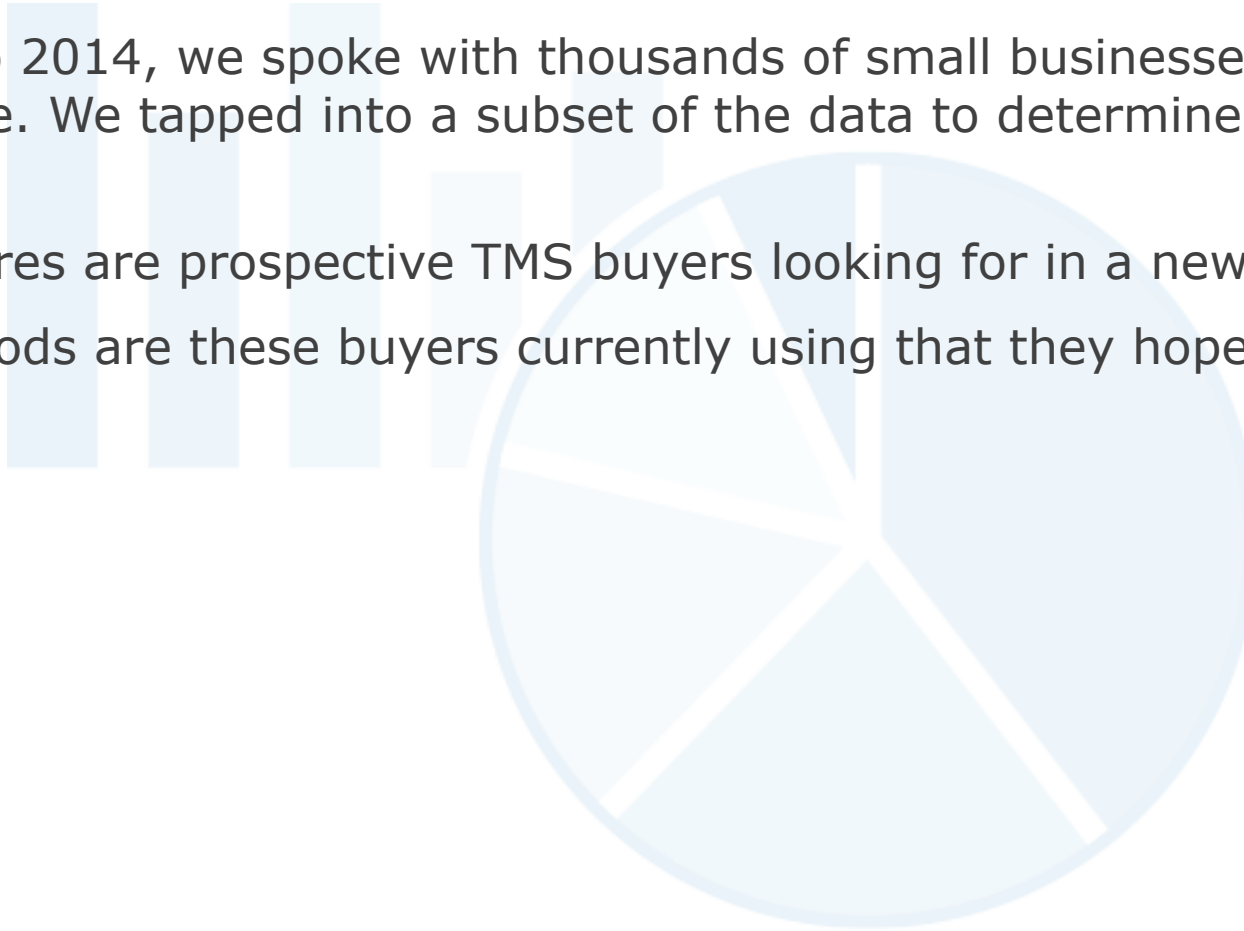 2014, we spoke with thousands of small businesse
e. We tapped into a subset of the data to determine
res are prospective TMS buyers looking for in a new
ods are these buyers currently using that they hope